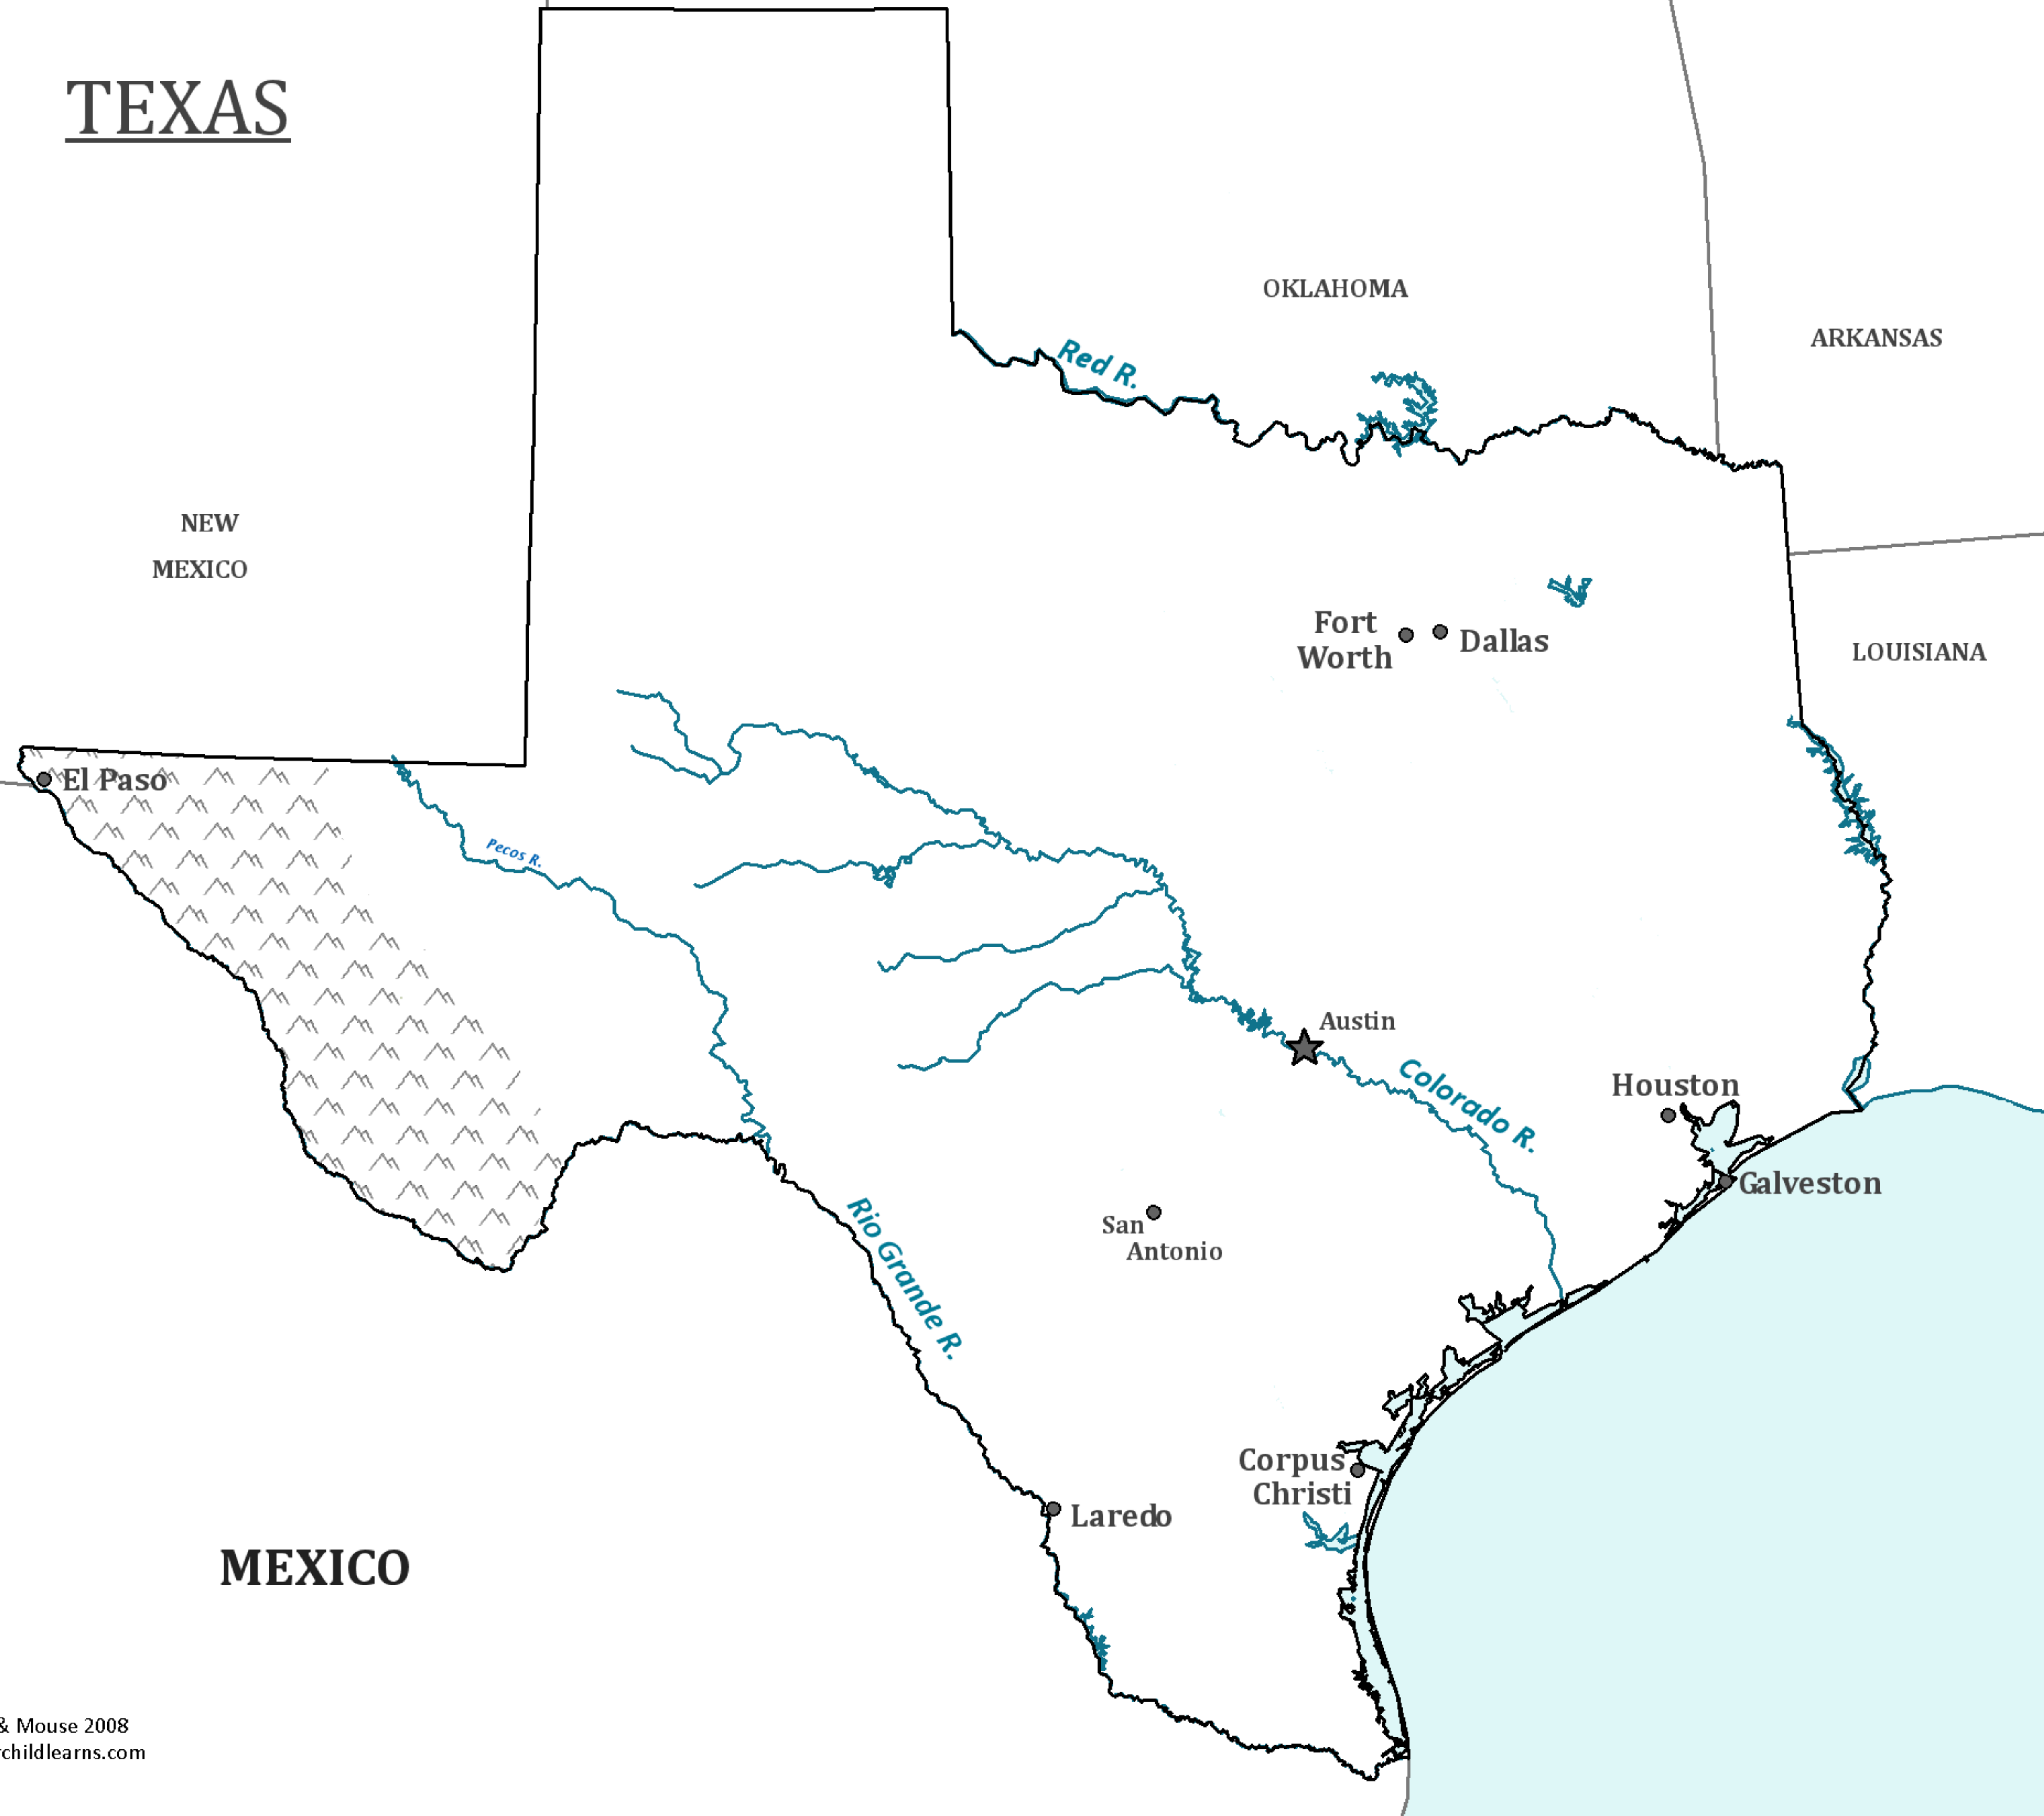 TEXAS
OKLAHOMA
ARKANSAS
Red R.
NEW
MEXICO
Fort
Worth
Dallas
LOUISIANA
El Paso
Pecos R.
Austin
Colorado R.
Houston
Galveston
San
Antonio
Rio Grande R.
Corpus
Christi
Laredo
MEXICO
& Mouse 2008
rchildlearns.com